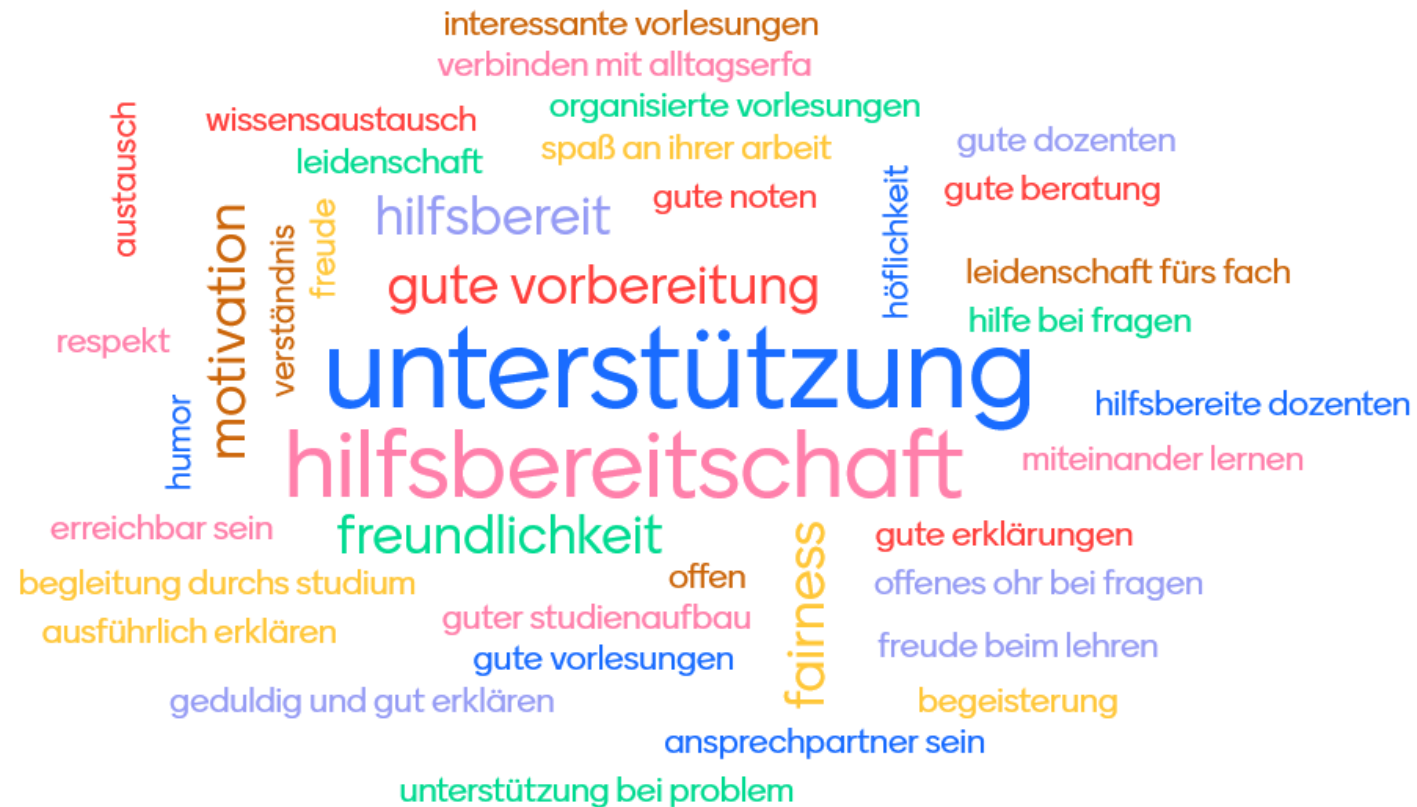 interessante vorlesungen
verbinden mit alltagserfa
organisierte vorlesungen
wissensaustausch
austausch
spaß an ihrer arbeit
gute dozenten
leidenschaft
gute noten
gute beratung
höflichkeit
hilfsbereit
freude
motivation
verständnis
leidenschaft fürs fach
gute vorbereitung
hilfe bei fragen
respekt
unterstützung
hilfsbereite dozenten
humor
hilfsbereitschaft
miteinander lernen
erreichbar sein
freundlichkeit
gute erklärungen
fairness
offen
begleitung durchs studium
offenes ohr bei fragen
guter studienaufbau
ausführlich erklären
freude beim lehren
gute vorlesungen
geduldig und gut erklären
begeisterung
ansprechpartner sein
unterstützung bei problem